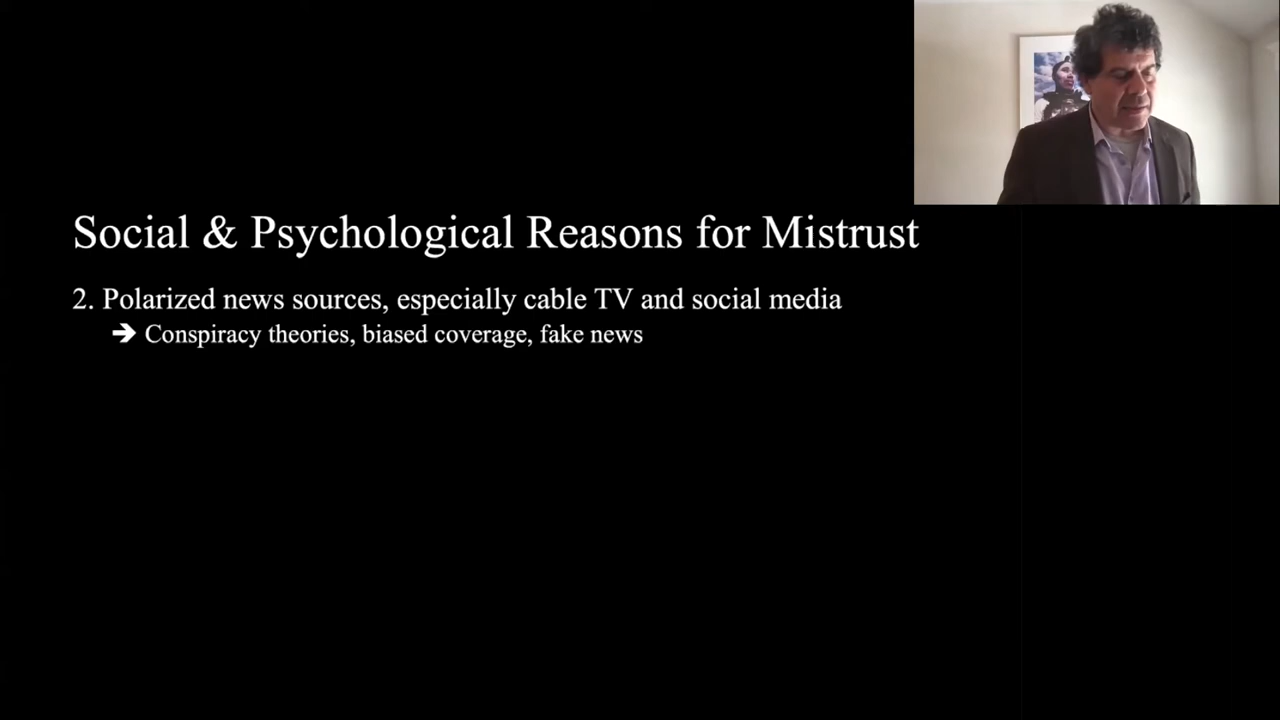 Social & Psychological Reasons for Mistrust
2. Polarized news sources, especially cable TV and social media
➔ Conspiracy theories, biased coverage, fake news